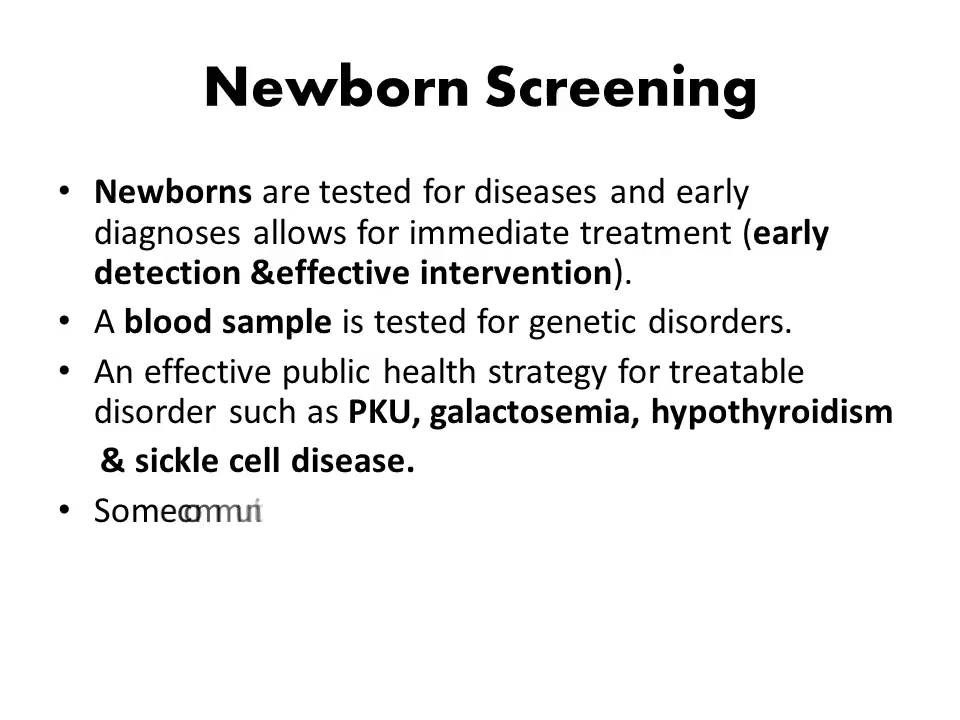 Newborn Screening
• Newborns are tested for diseases and early
diagnoses allows for immediate treatment (early
detection &effective intervention).
• A blood sample is tested for genetic disorders.
• An effective public health strategy for treatable
disorder such as PKU, galactosemia, hypothyroidism
& sickle cell disease.
• Some